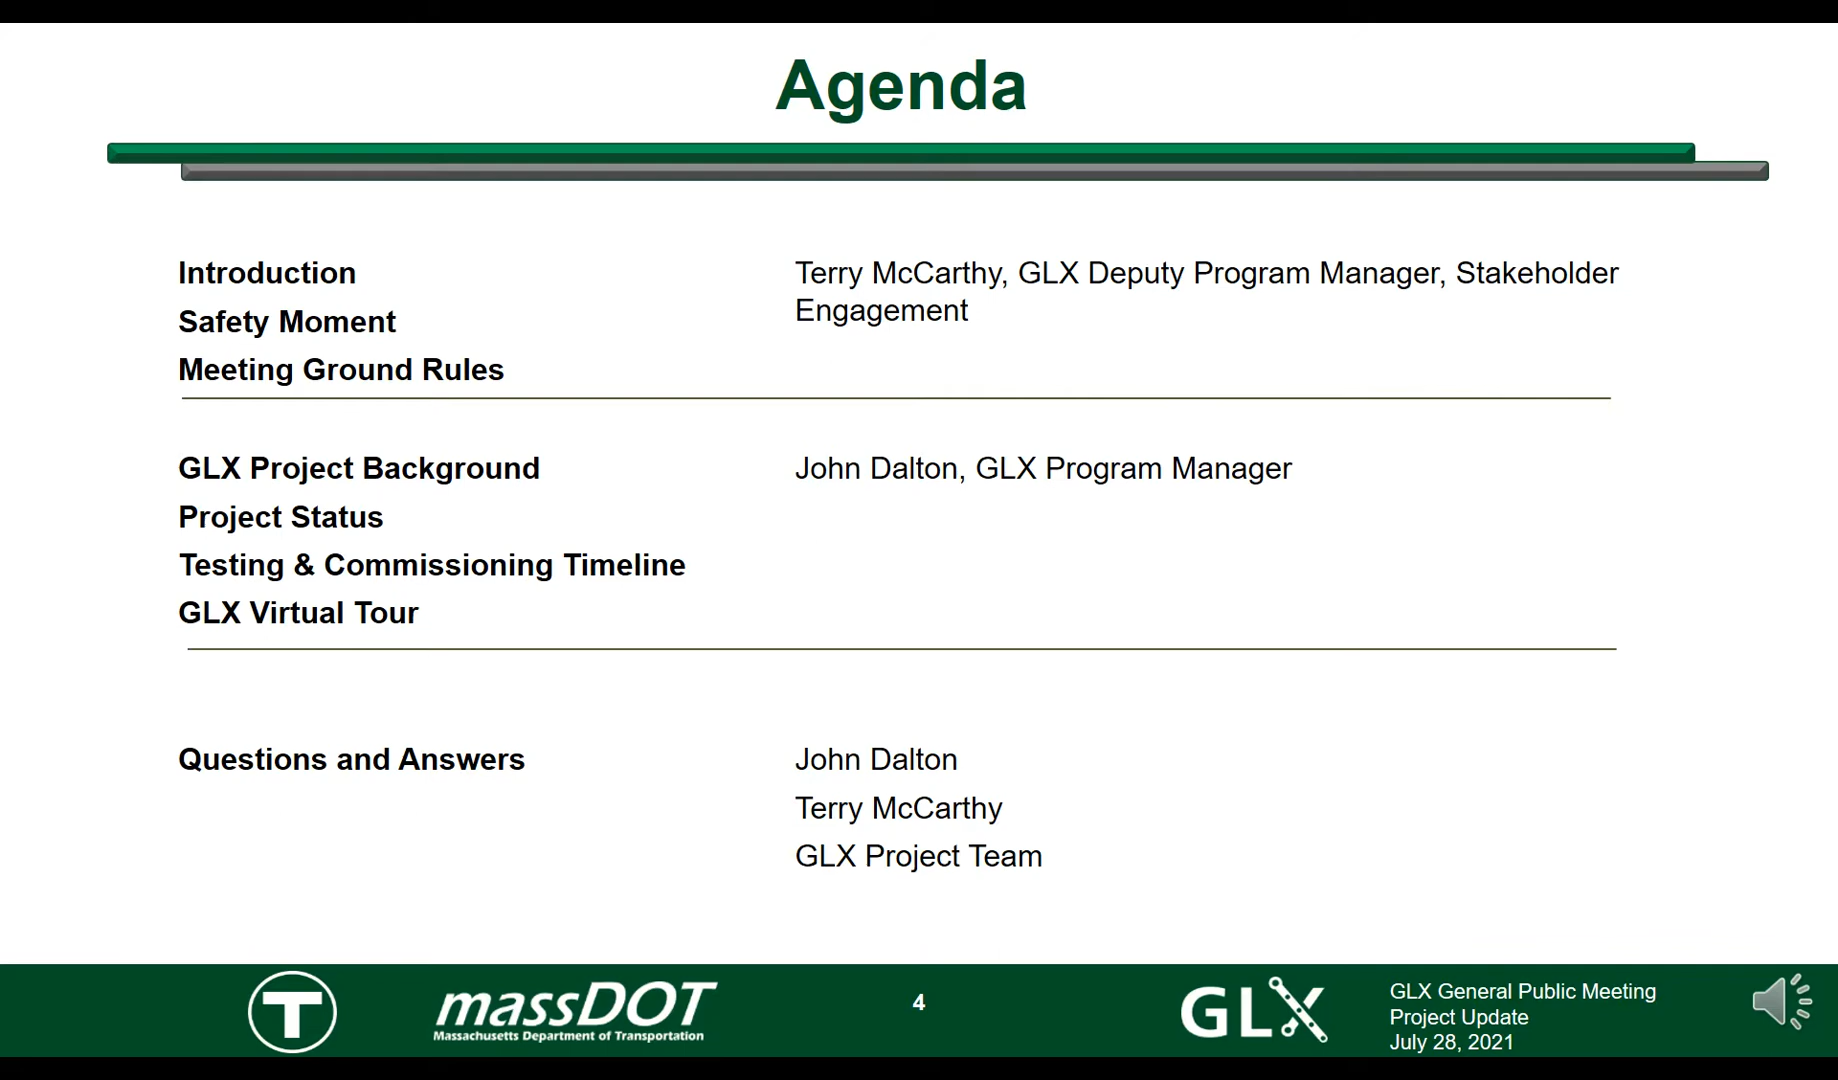 Agenda
Introduction
Terry McCarthy, GLX Deputy Program Manager, Stakeholder
Engagement
Safety Moment
Meeting Ground Rules
GLX Project Background
John Dalton, GLX Program Manager
Project Status
Testing & Commissioning Timeline
GLX Virtual Tour
Questions and Answers
John Dalton
Terry McCarthy
GLX Project Team
T
massDOT
Massachusetts Department of Transportation
4
GLX
GLX General Public Meeting
Project Update
July 28, 2021